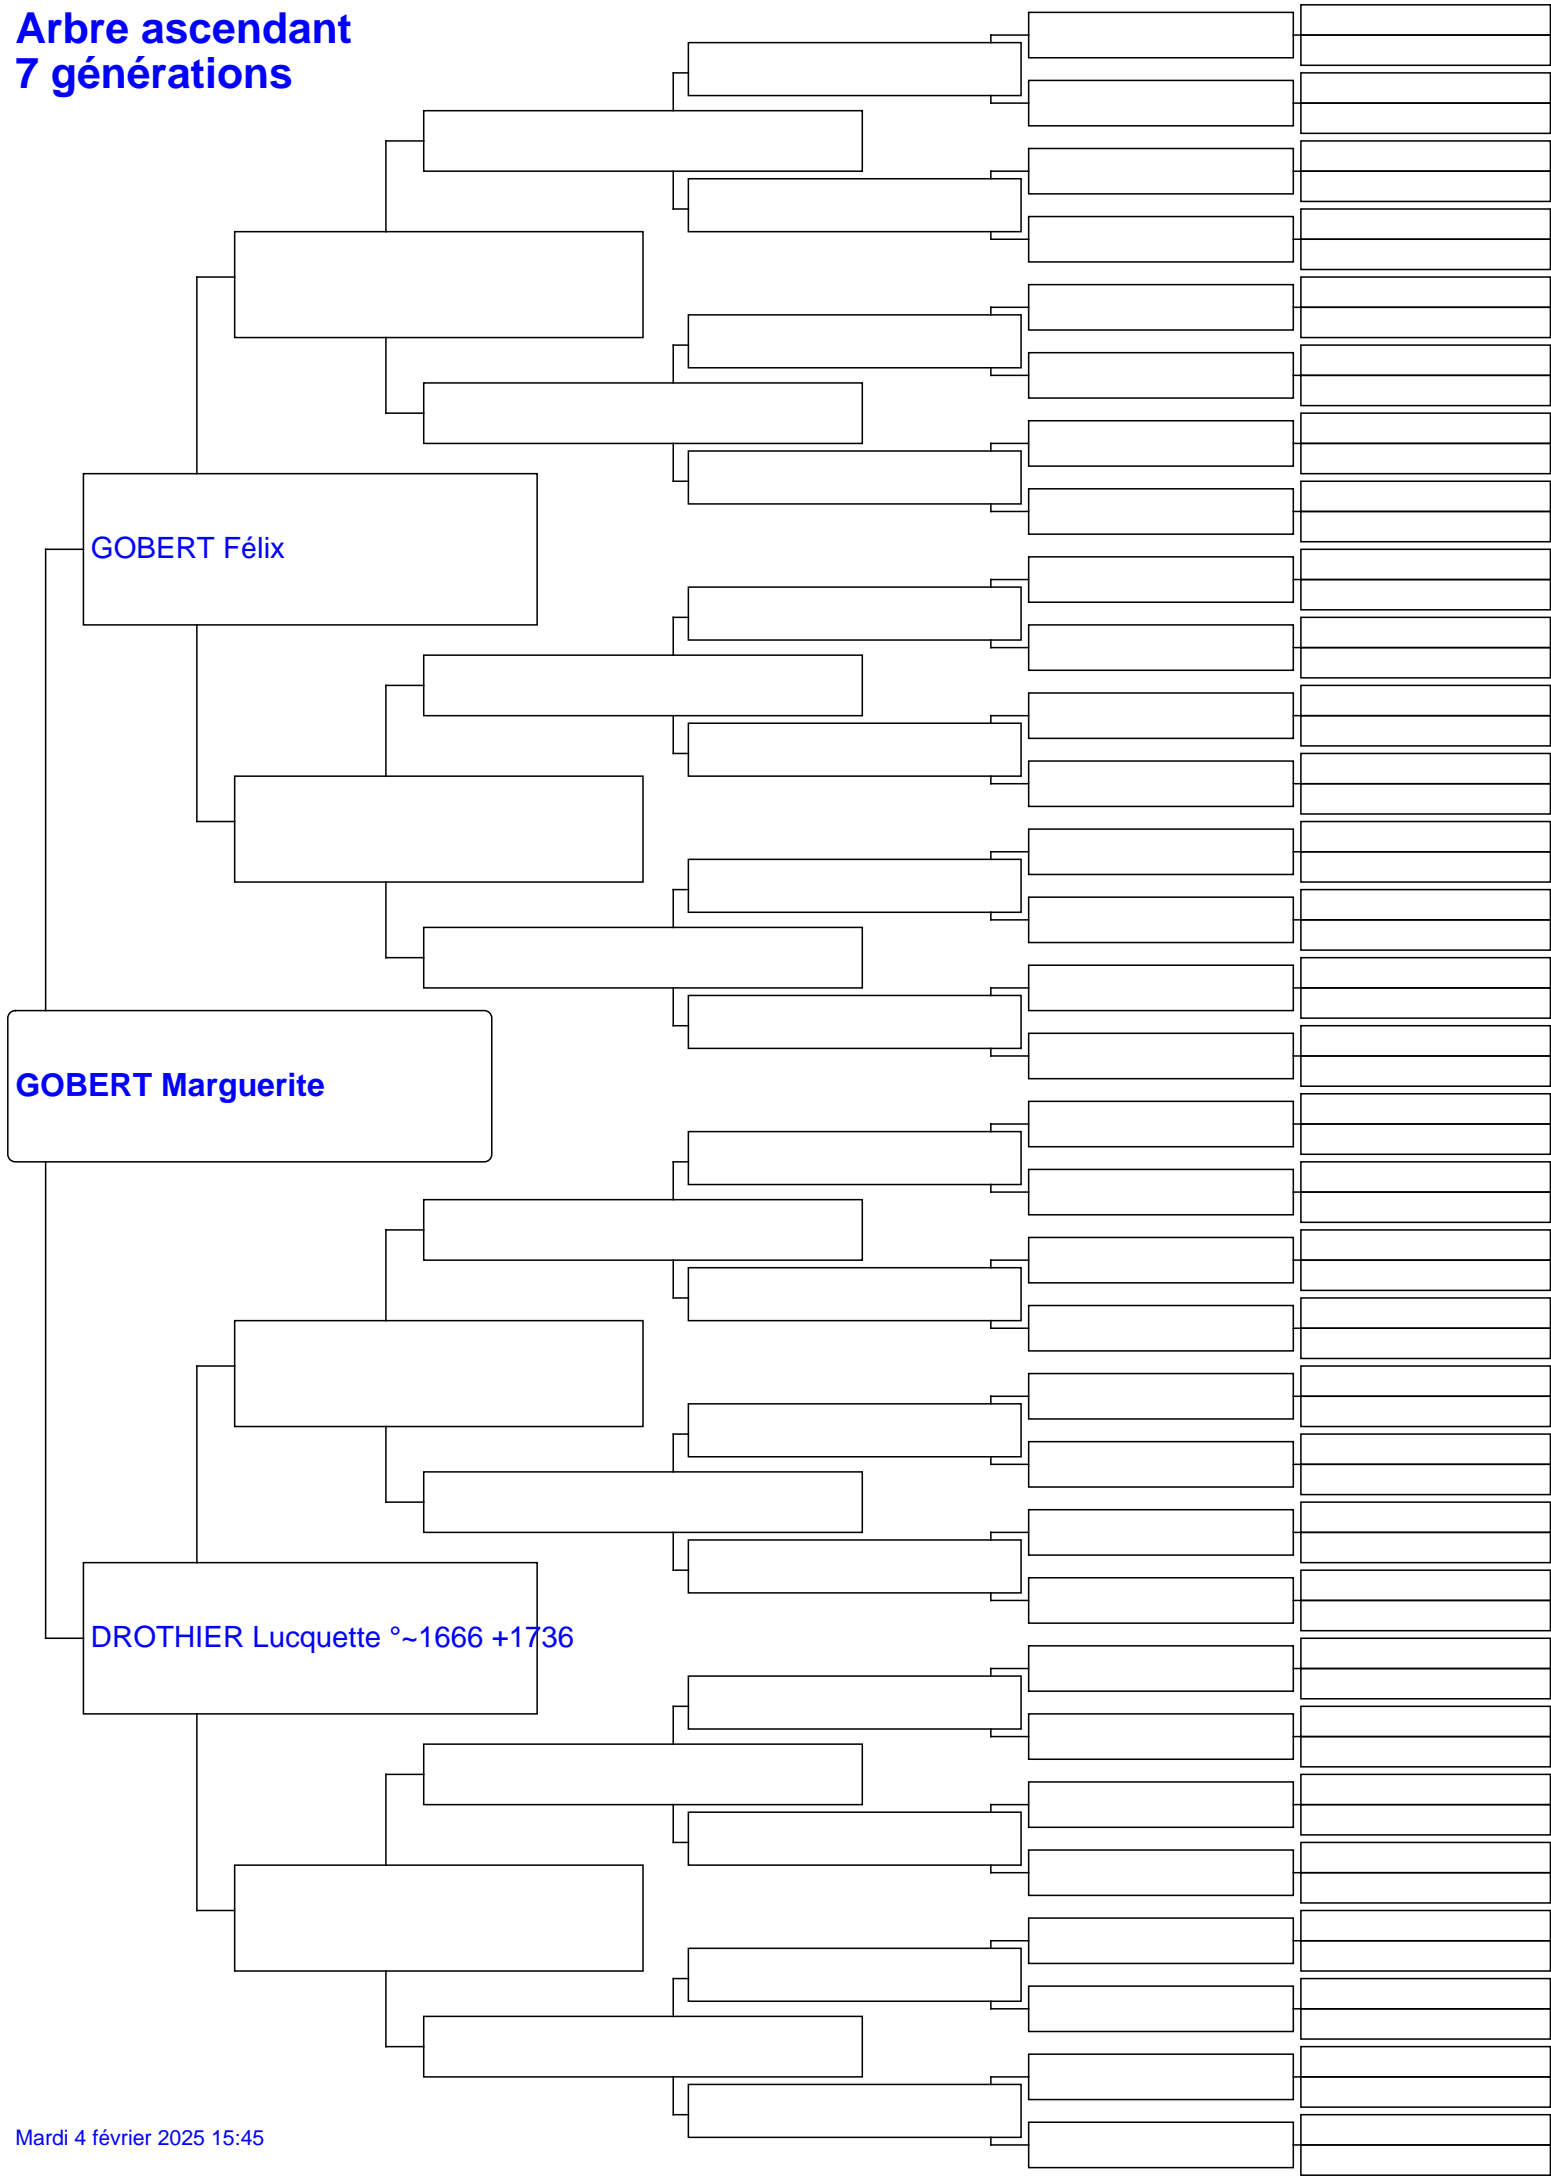 Arbre ascendant
7 générations
GOBERT Félix
GOBERT Marguerite
DROTHIER Lucquette °~1666 +1736
Mardi 4 février 2025 15:45